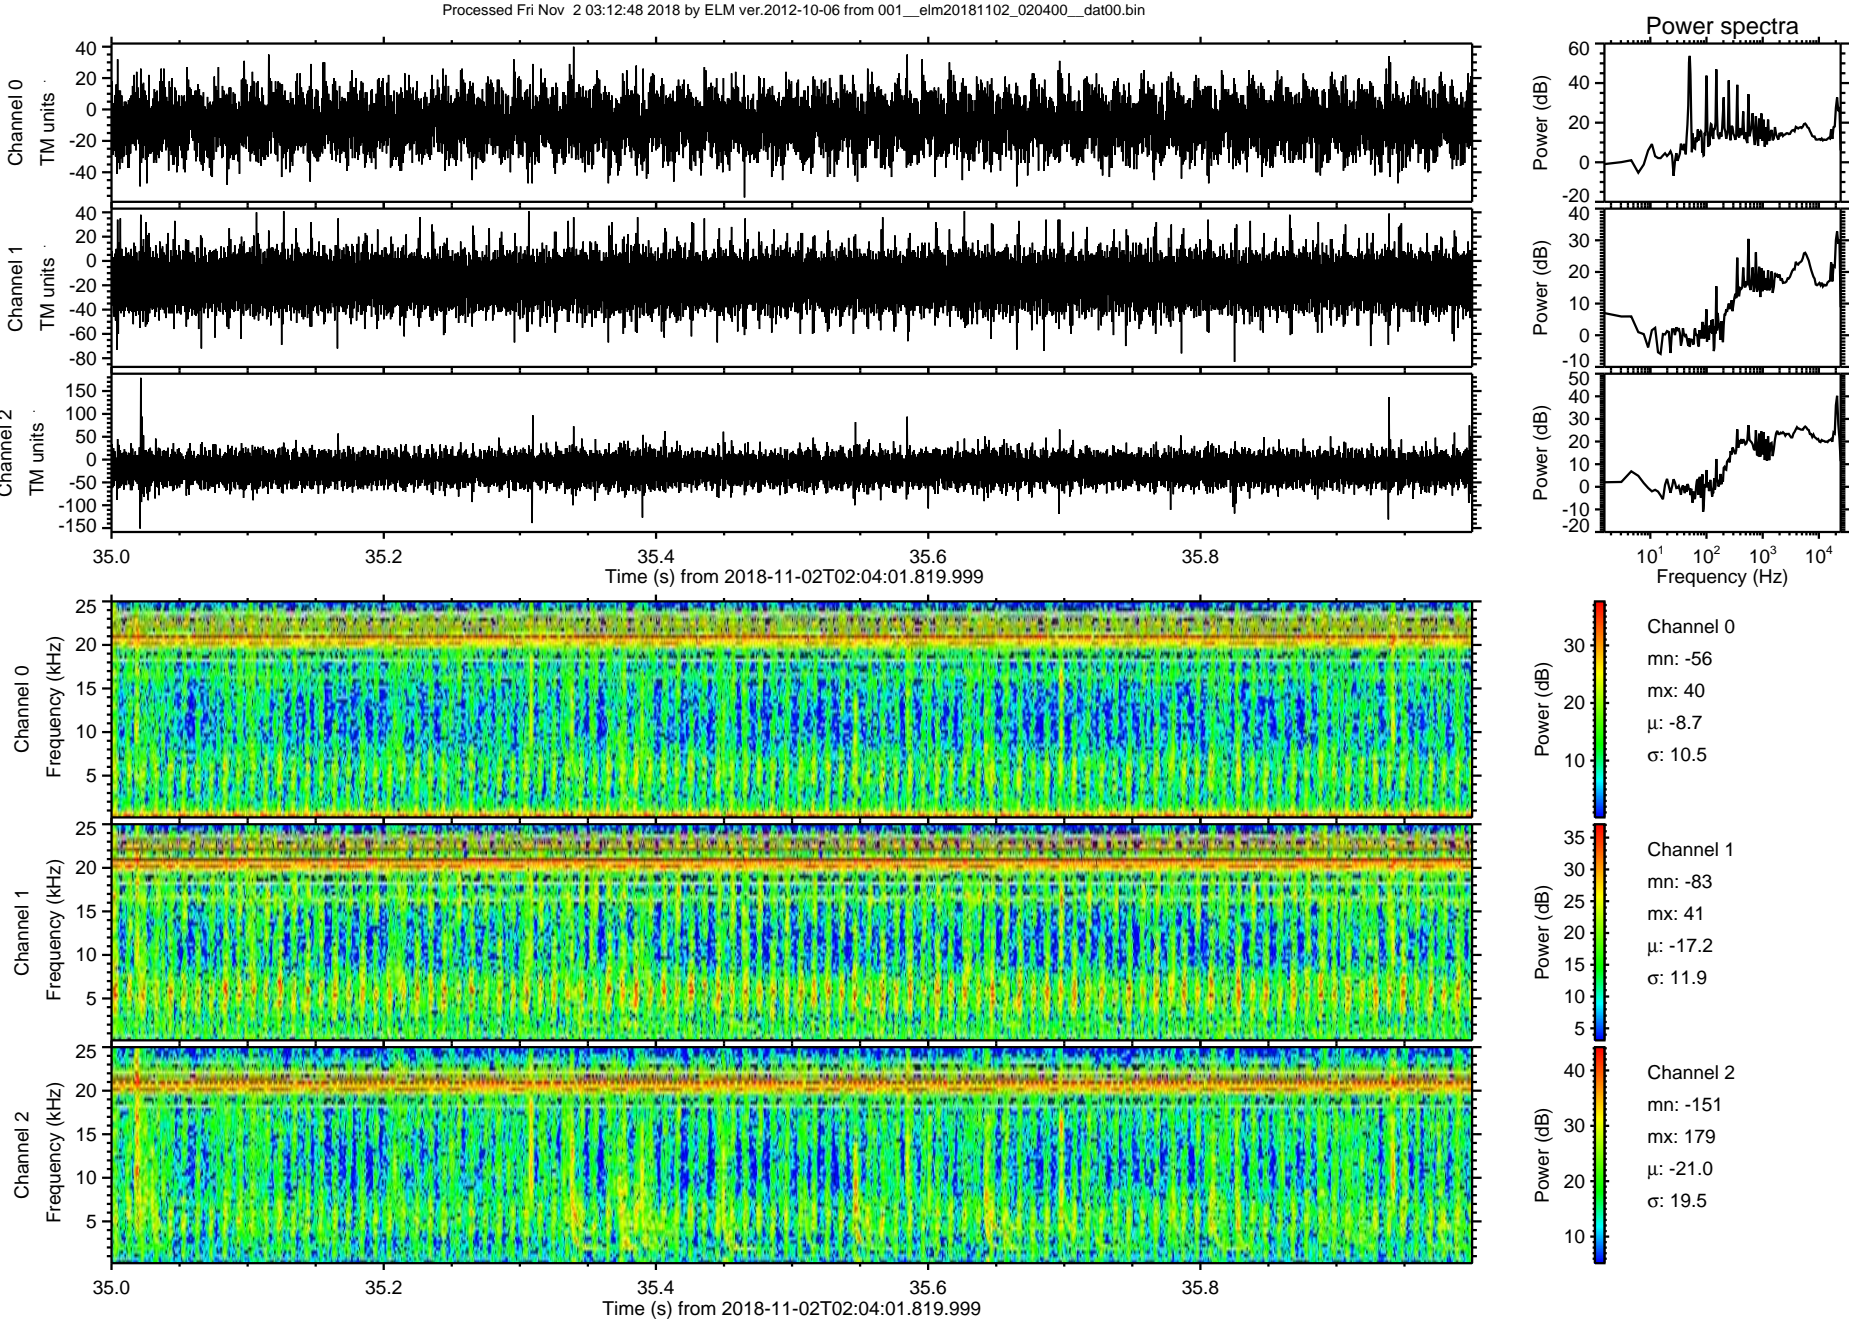 Processed Fri Nov  2 03:12:48 2018 by ELM ver.2012-10-06 from 001__elm20181102_020400__dat00.bin
Power spectra
Channel 0
TM units
40
20
0
-20
-40
Power (dB)
60
40
20
0
-20
Channel 1
TM units
40
20
0
-20
-40
-60
-80
Power (dB)
40
30
20
10
0
-10
Channel 2
TM units
150
100
50
0
-50
-100
-150
Power (dB)
50
40
30
20
10
0
-10
-20
35.0 35.2 35.4 35.6 35.8
Time (s) from 2018-11-02T02:04:01.819.999
10¹ 10² 10³ 10⁴
Frequency (Hz)
Channel 0
Frequency (kHz)
25
20
15
10
5
Power (dB)
30
20
10
Channel 0
mn: -56
mx: 40
μ: -8.7
σ: 10.5
Channel 1
Frequency (kHz)
25
20
15
10
5
Power (dB)
35
30
25
20
15
10
5
Channel 1
mn: -83
mx: 41
μ: -17.2
σ: 11.9
Channel 2
Frequency (kHz)
25
20
15
10
5
Power (dB)
40
30
20
10
Channel 2
mn: -151
mx: 179
μ: -21.0
σ: 19.5
35.0 35.2 35.4 35.6 35.8
Time (s) from 2018-11-02T02:04:01.819.999